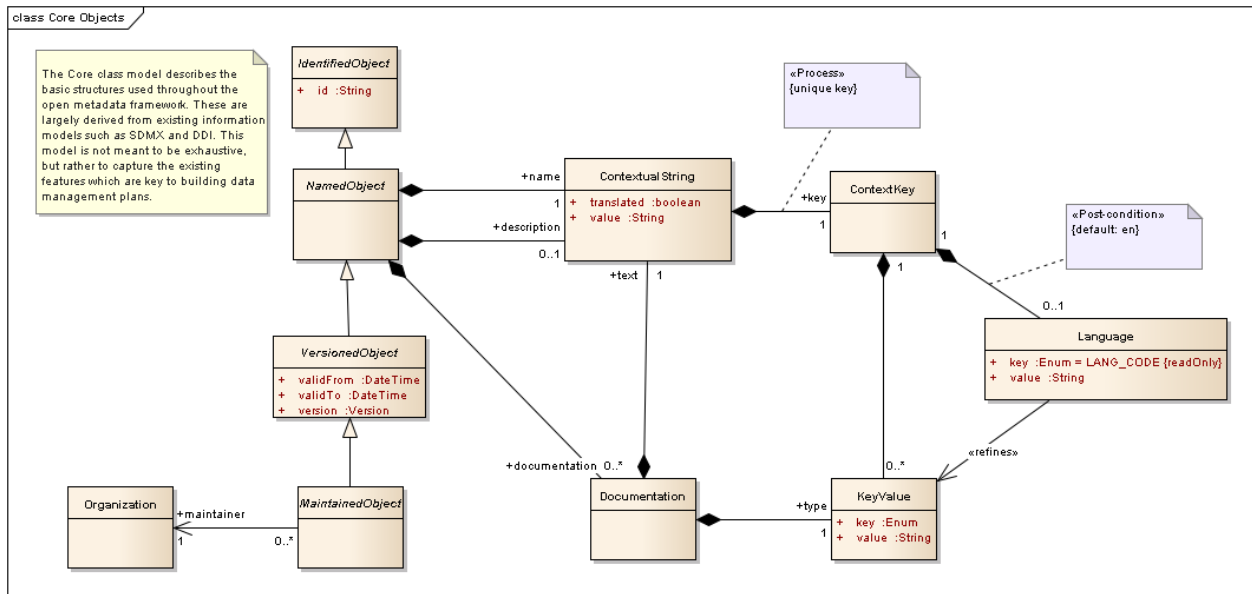 class Core Objects
The Core class model describes the
basic structures used throughout the
open metadata framework. These are
largely derived from existing information
models such as SDMX and DDI. This
model is not meant to be exhaustive,
but rather to capture the existing
features which are key to building data
management plans.
IdentifiedObject
+ id :String
«Process»
{unique key}
NamedObject
+name
1
+description
0..1
ContextualString
+ translated :boolean
+ value :String
+key
1
ContextKey
1
1
«Post-condition»
{default: en}
+text 1
0..1
Language
+ key :Enum = LANG_CODE {readOnly}
+ value :String
VersionedObject
+ validFrom :DateTime
+ validTo :DateTime
+ version :Version
«refines»
+documentation 0..*
0..*
Organization
+maintainer
1
0..*
MaintainedObject
Documentation
+type
1
KeyValue
+ key :Enum
+ value :String